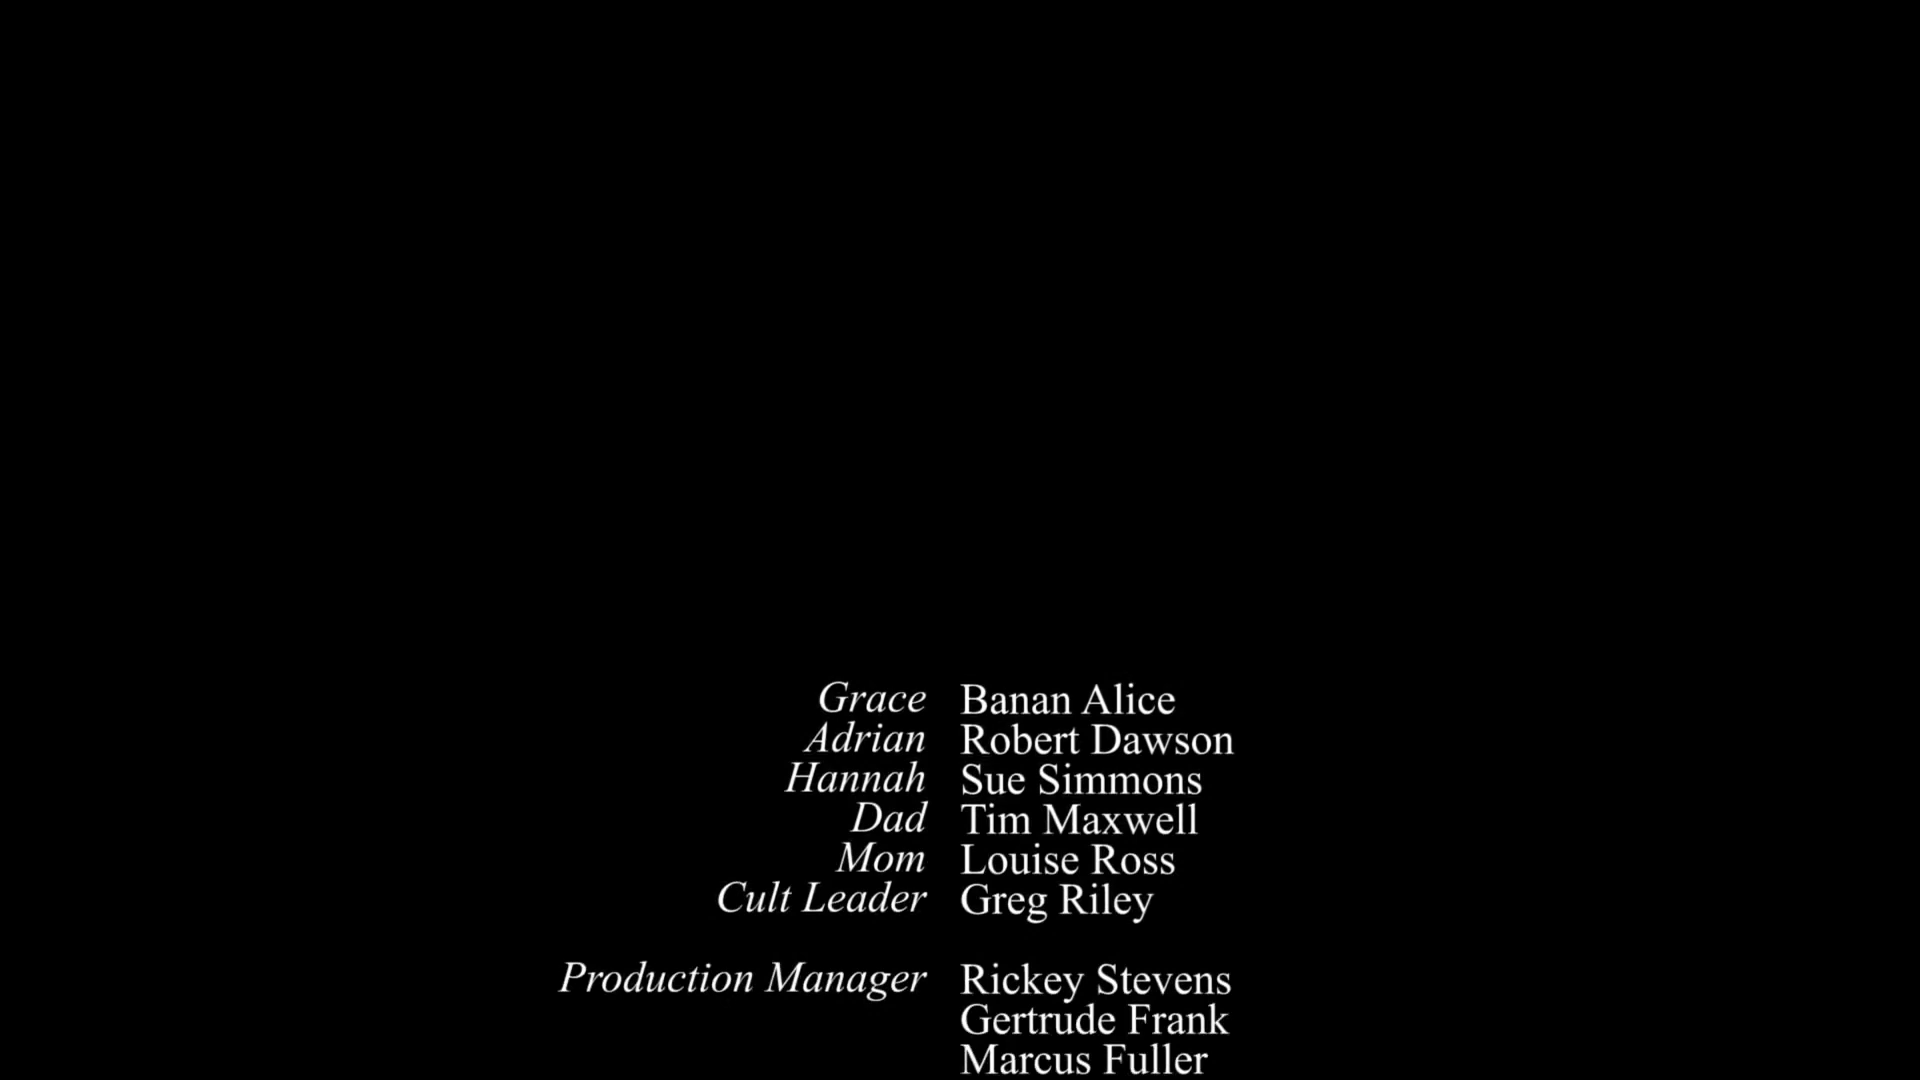 Grace Banan Alice
Adrian Robert Dawson
Hannah Sue Simmons
Dad Tim Maxwell
Mom Louise Ross
Cult Leader Greg Riley
Production Manager Rickey Stevens
Gertrude Frank
Marcus Fuller